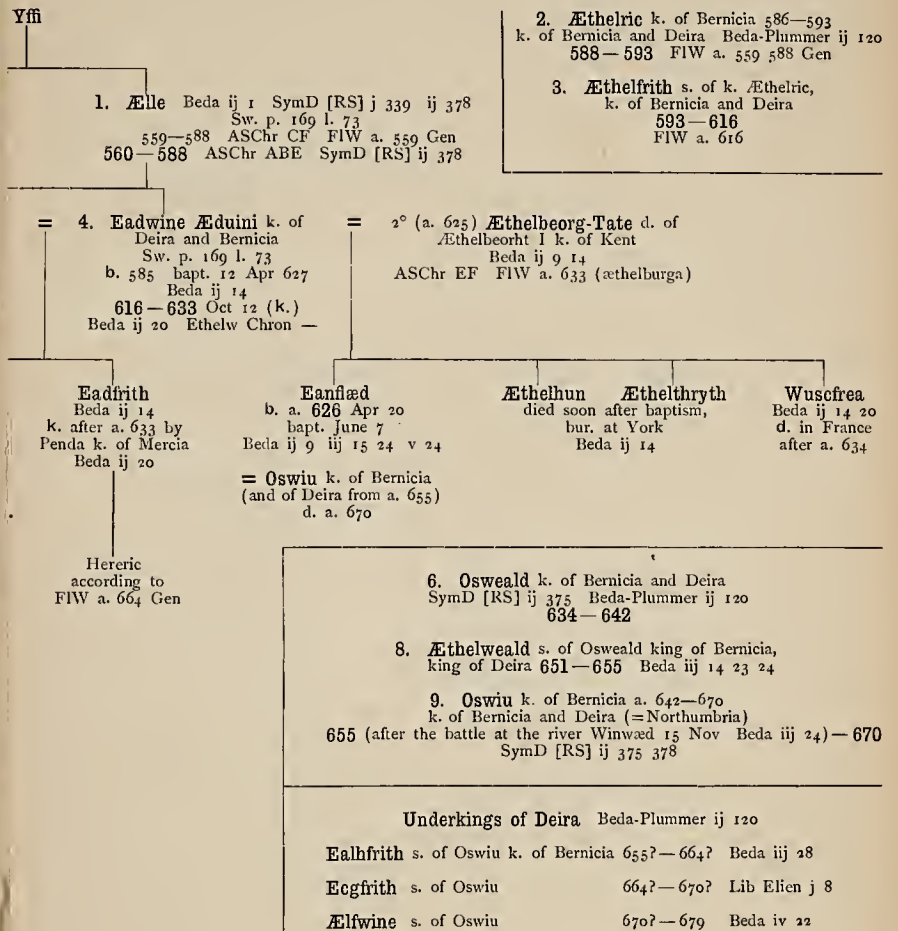 Yffi
2. Æthelric k. of Bernicia 586—593
k. of Bernicia and Deira Beda-Plummer ij 120
588—593 FlW a. 559 588 Gen
3. Æthelfrith s. of k. Æthelric,
k. of Bernicia and Deira
593—616
FlW a. 616
1. Ælle Beda ij 1 SymD [RS] j 339 ij 378
Sw. p. 169 l. 73
559—588 ASChr CF FlW a. 559 Gen
560—588 ASChr ABE SymD [RS] ij 378
= 4. Eadwine Æduini k. of
Deira and Bernicia
Sw. p. 169 l. 73
b. 585 bapt. 12 Apr 627
Beda ij 14
616—633 Oct 12 (k.)
Beda ij 20 Ethelw Chron —
= 2° (a. 625) Æthelbeorg-Tate d. of
Æthelbeorht I k. of Kent
Beda ij 9 14
ASChr EF FlW a. 633 (æthelburga)
Eadfrith
Beda ij 14
k. after a. 633 by
Penda k. of Mercia
Beda ij 20
Hereric
according to
FlW a. 664 Gen
Eanflæd
b. a. 626 Apr 20
bapt. June 7
Beda ij 9 iij 15 24 v 24
= Oswiu k. of Bernicia
(and of Deira from a. 655)
d. a. 670
Æthelhun Æthelthryth
died soon after baptism,
bur. at York
Beda ij 14
Wuscfrea
Beda ij 14 20
d. in France
after a. 634
6. Osweald k. of Bernicia and Deira
SymD [RS] ij 375 Beda-Plummer ij 120
634—642
8. Æthelweald s. of Osweald king of Bernicia,
king of Deira 651—655 Beda iij 14 23 24
9. Oswiu k. of Bernicia a. 642—670
k. of Bernicia and Deira (=Northumbria)
655 (after the battle at the river Winwæd 15 Nov Beda iij 24)—670
SymD [RS] ij 375 378
Underkings of Deira Beda-Plummer ij 120
Ealhfrith s. of Oswiu k. of Bernicia 655?—664? Beda iij 28
Ecgfrith s. of Oswiu 664?—670? Lib Elien j 8
Ælfwine s. of Oswiu 670?—679 Beda iv 22